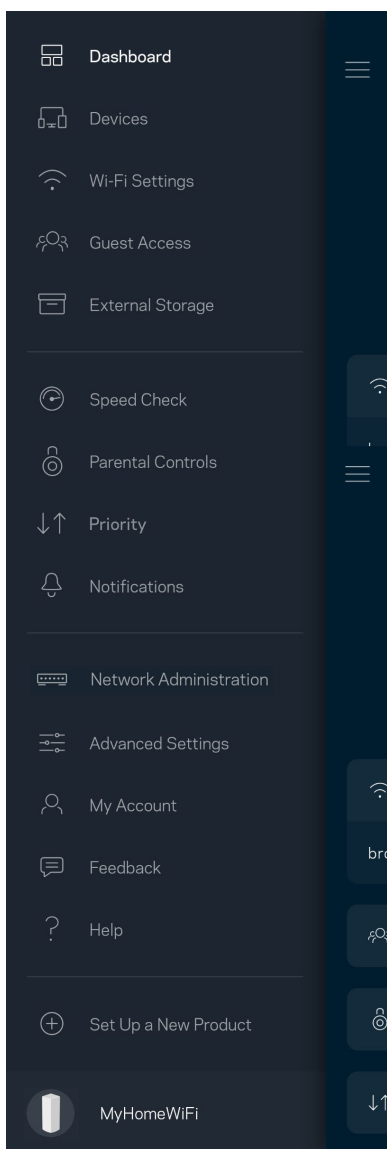 Dashboard
Devices
Wi-Fi Settings
Guest Access
External Storage
Speed Check
Parental Controls
Priority
Notifications
Network Administration
Advanced Settings
My Account
Feedback
Help
Set Up a New Product
MyHomeWiFi